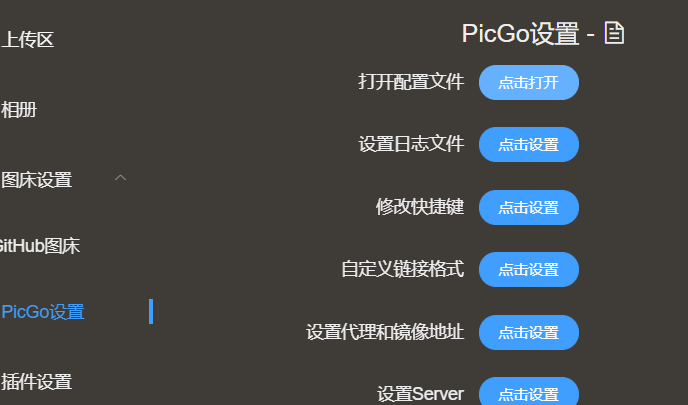 上传区
相册
图床设置
GitHub图床
PicGo设置
插件设置
PicGo设置 -
打开配置文件 点击打开
设置日志文件 点击设置
修改快捷键 点击设置
自定义链接格式 点击设置
设置代理和镜像地址 点击设置
设置Server 点击设置